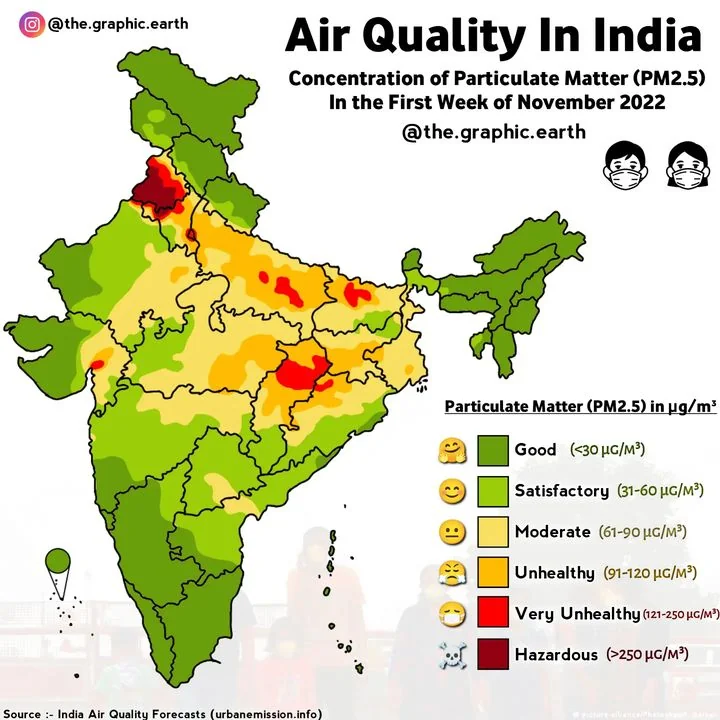 @the.graphic.earth
Air Quality In India
Concentration of Particulate Matter (PM2.5)
In the First Week of November 2022
@the.graphic.earth
Particulate Matter (PM2.5) in µg/m³
Good (<30 µG/M³)
Satisfactory (31-60 µG/M³)
Moderate (61-90 µG/M³)
Unhealthy (91-120 µG/M³)
Very Unhealthy (121-250 µG/M³)
Hazardous (>250 µG/M³)
Source :- India Air Quality Forecasts (urbanemission.info)